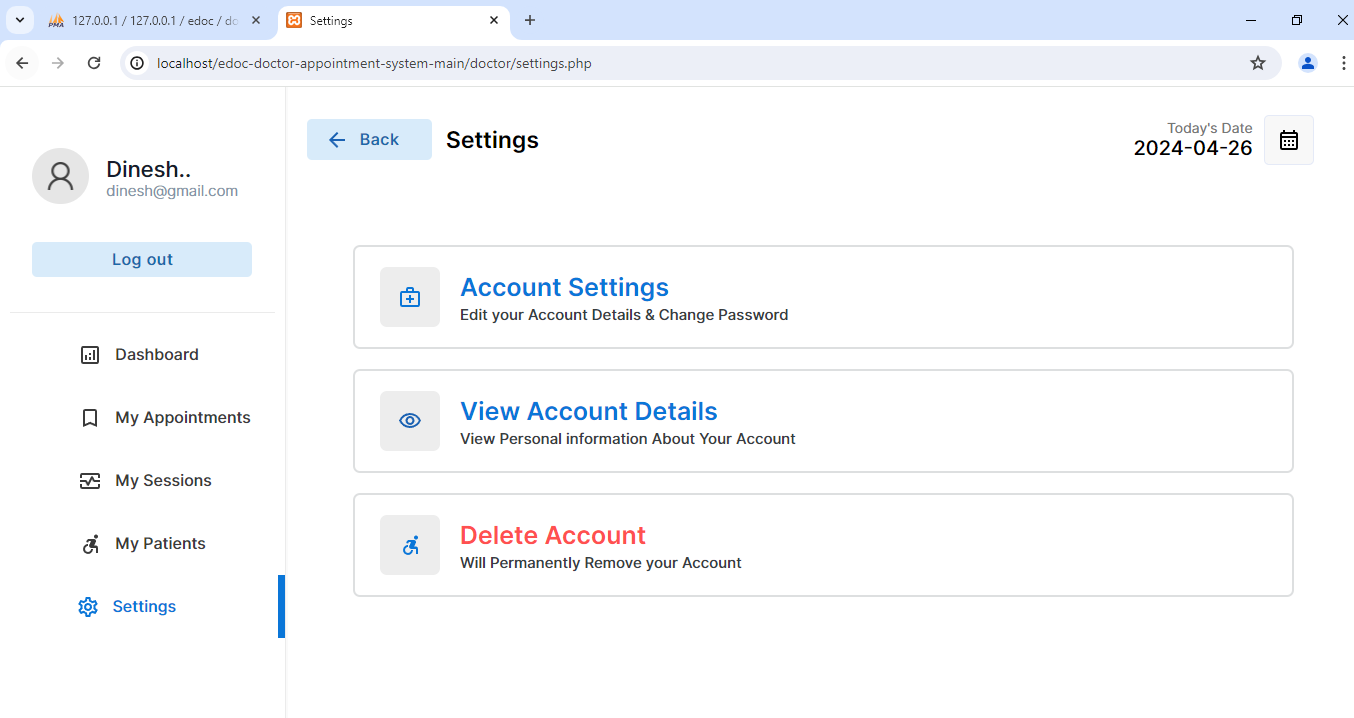 127.0.0.1 / 127.0.0.1 / edoc / do
Settings
localhost/edoc-doctor-appointment-system-main/doctor/settings.php
Dinesh..
dinesh@gmail.com
Log out
Dashboard
My Appointments
My Sessions
My Patients
Settings
Back
Settings
Today's Date
2024-04-26
Account Settings
Edit your Account Details & Change Password
View Account Details
View Personal information About Your Account
Delete Account
Will Permanently Remove your Account